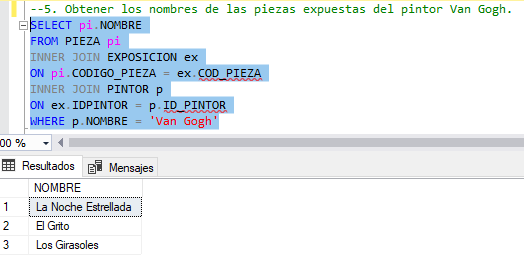 --5. Obtener los nombres de las piezas expuestas del pintor Van Gogh.
SELECT pi.NOMBRE
FROM PIEZA pi
INNER JOIN EXPOSICION ex
ON pi.CODIGO_PIEZA = ex.COD_PIEZA
INNER JOIN PINTOR p
ON ex.IDPINTOR = p.ID_PINTOR
WHERE p.NOMBRE = 'Van Gogh'
00 %
Resultados Mensajes
NOMBRE
1 La Noche Estrellada
2 El Grito
3 Los Girasoles